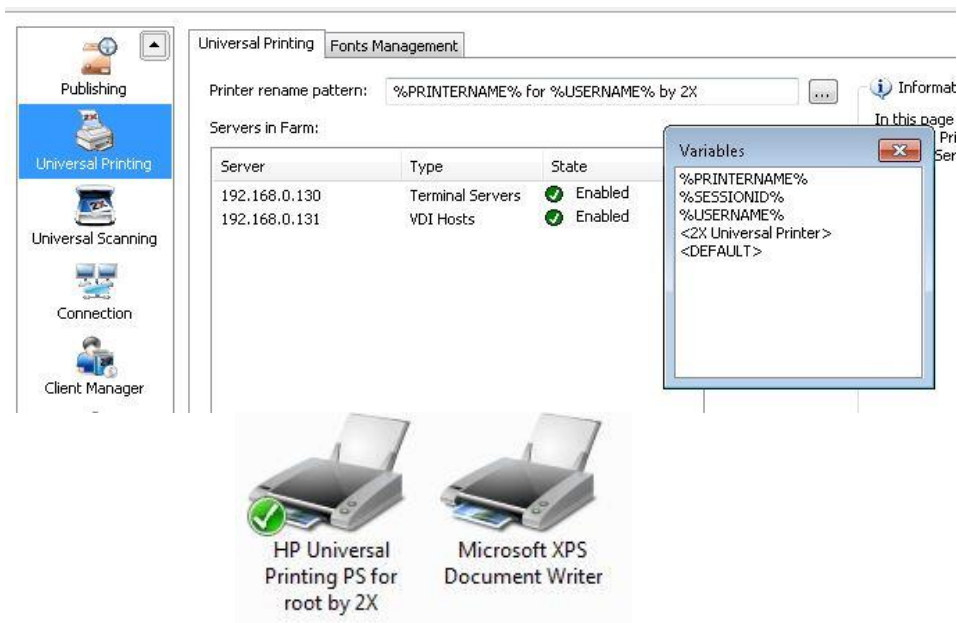 Publishing
Universal Printing
Universal Scanning
Connection
Client Manager
Universal Printing
Fonts Management
Printer rename pattern:
%PRINTERNAME% for %USERNAME% by 2X
...
Servers in Farm:
Server Type State
192.168.0.130 Terminal Servers Enabled
192.168.0.131 VDI Hosts Enabled
Informat
In this page
Pri
Ser
Variables
%PRINTERNAME%
%SESSIONID%
%USERNAME%
<2X Universal Printer>
<DEFAULT>
HP Universal
Printing PS for
root by 2X
Microsoft XPS
Document Writer